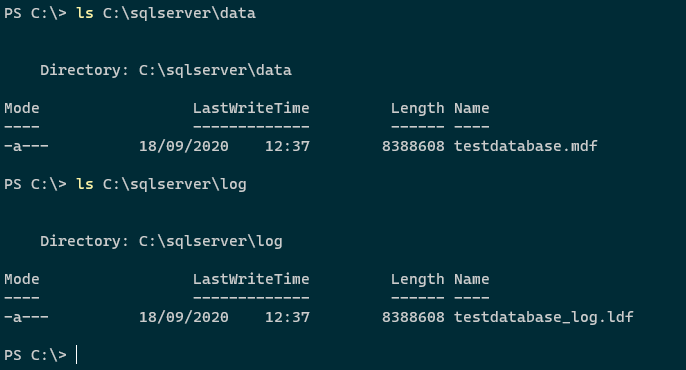 PS C:\> ls C:\sqlserver\data
Directory: C:\sqlserver\data
Mode                 LastWriteTime         Length Name
----                 -------------         ------ ----
-a---          18/09/2020    12:37        8388608 testdatabase.mdf
PS C:\> ls C:\sqlserver\log
Directory: C:\sqlserver\log
Mode                 LastWriteTime         Length Name
----                 -------------         ------ ----
-a---          18/09/2020    12:37        8388608 testdatabase_log.ldf
PS C:\>